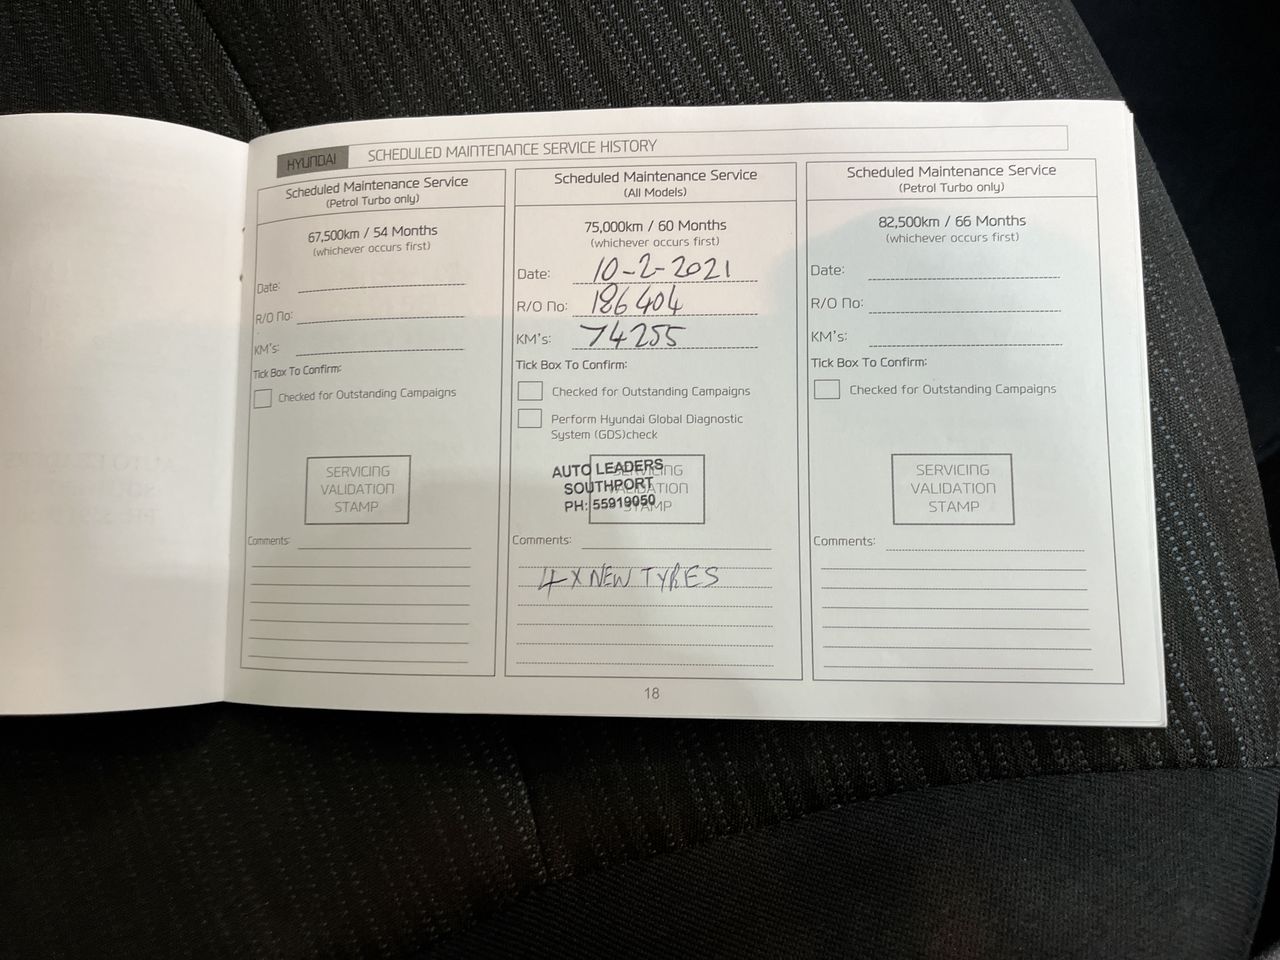 HYUNDAI SCHEDULED MAINTENANCE SERVICE HISTORY
Scheduled Maintenance Service
(Petrol Turbo only)
67,500km / 54 Months
(whichever occurs first)
Date:
R/O No:
KM's:
Tick Box To Confirm:
Checked for Outstanding Campaigns
SERVICING
VALIDATION
STAMP
Comments:
Scheduled Maintenance Service
(All Models)
75,000km / 60 Months
(whichever occurs first)
Date: 10-2-2021
R/O No: 186404
KM's: 74255
Tick Box To Confirm:
Checked for Outstanding Campaigns
Perform Hyundai Global Diagnostic
System (GDS)check
SERVICING
VALIDATION
STAMP
AUTO LEADERS
SOUTHPORT
PH: 55919050
Comments:
4 X NEW TYRES
Scheduled Maintenance Service
(Petrol Turbo only)
82,500km / 66 Months
(whichever occurs first)
Date:
R/O No:
KM's:
Tick Box To Confirm:
Checked for Outstanding Campaigns
SERVICING
VALIDATION
STAMP
Comments:
18